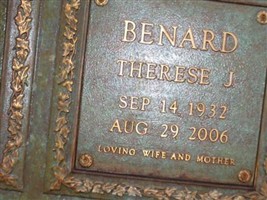 BENARD
THERESE J.
SEP. 14, 1932
AUG. 29, 2006
LOVING WIFE AND MOTHER